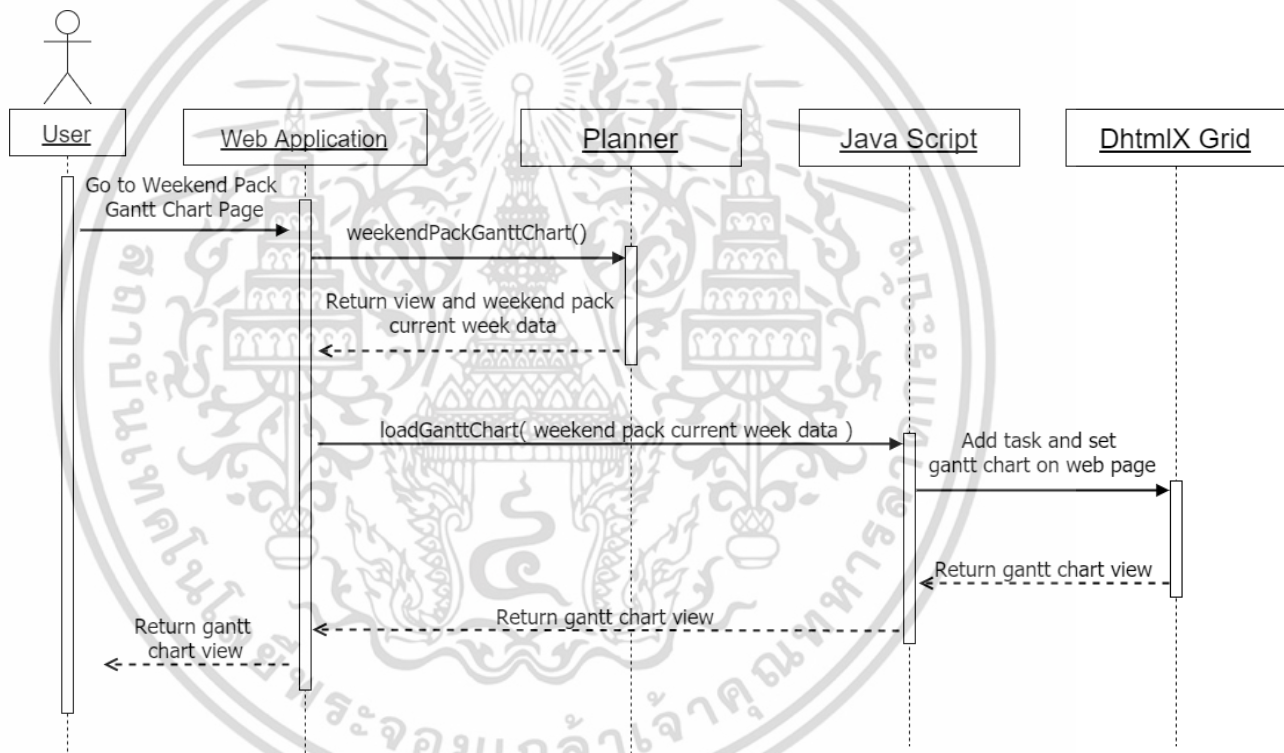 User
Web Application
Planner
Java Script
DhtmlX Grid
Go to Weekend Pack
Gantt Chart Page
weekendPackGanttChart()
Return view and weekend pack
current week data
loadGanttChart( weekend pack current week data )
Add task and set
gantt chart on web page
Return gantt chart view
Return gantt chart view
Return gantt
chart view